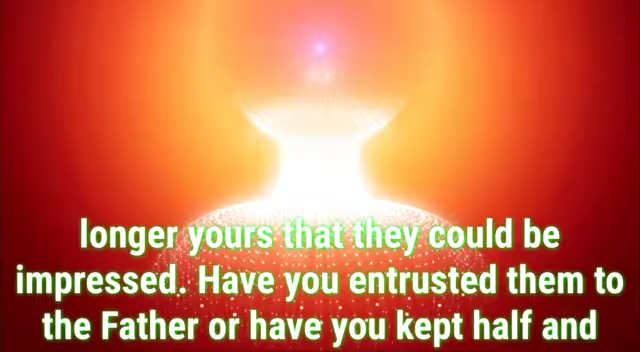 longer yours that they could be
impressed. Have you entrusted them to
the Father or have you kept half and